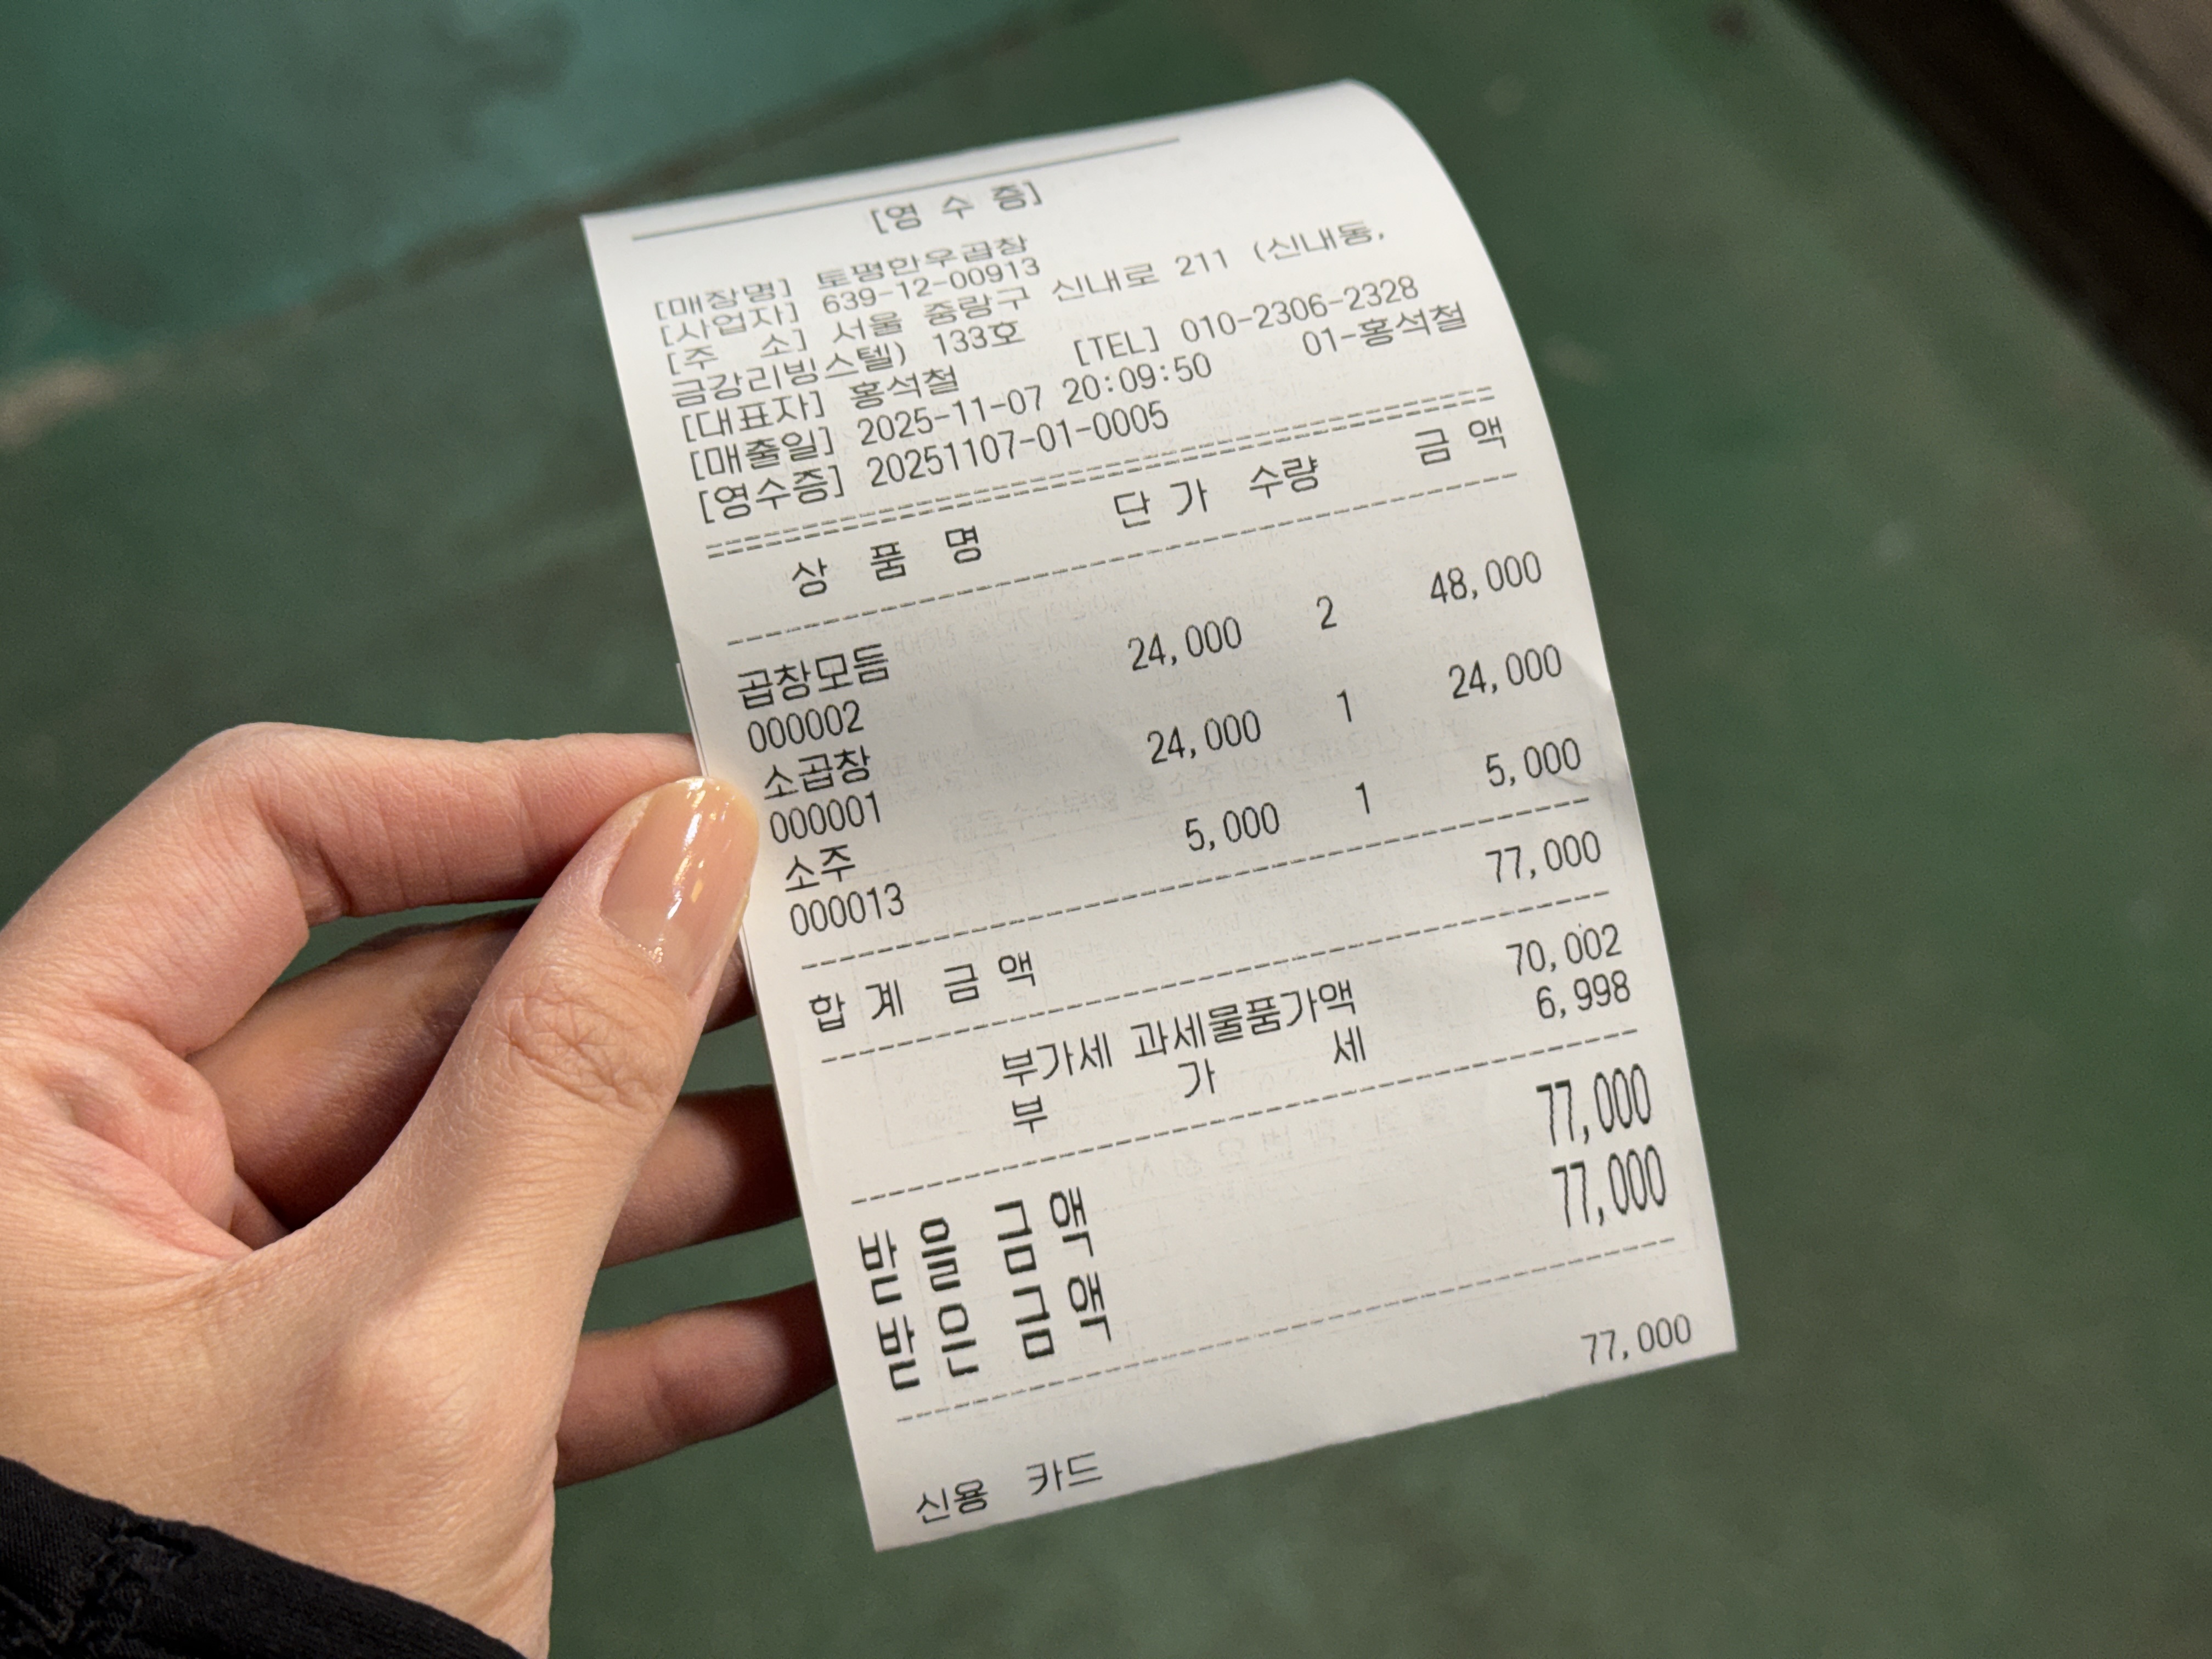 [영 수 증]
[매장명] 토평한우곱창
[사업자] 639-12-00913
[주 소] 서울 중랑구 신내로 211 (신내동,
금강리빙스텔) 133호
[대표자] 홍석철 [TEL] 010-2306-2328
[매출일] 2025-11-07 20:09:50 01-홍석철
[영수증] 20251107-01-0005
상 품 명 단 가 수량 금 액
곱창모듬 24,000 2 48,000
000002
소곱창 24,000 1 24,000
000001
소주 5,000 1 5,000
000013
합 계 금 액 77,000
부가세 과세물품가액 70,002
부 가 세 6,998
받 을 금 액 77,000
받 은 금 액 77,000
신용 카드 77,000